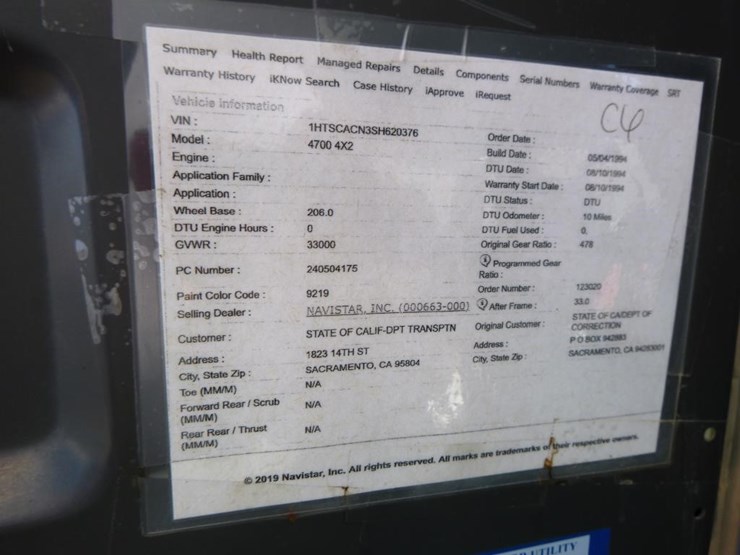 Summary Health Report Managed Repairs Details Components Serial Numbers Warranty Coverage SRT
Warranty History iKNow Search Case History iApprove iRequest
C6
Vehicle Information
VIN : 1HTSCACN3SH620376
Model : 4700 4X2 Order Date :
Engine : Build Date : 05/04/1994
Application Family : DTU Date : 08/10/1994
Application : Warranty Start Date : 08/10/1994
Wheel Base : 206.0 DTU Status : DTU
DTU Engine Hours : 0 DTU Odometer : 10 Miles
GVWR : 33000 DTU Fuel Used : 0.
Original Gear Ratio : 478
PC Number : 240504175 Programmed Gear
Ratio :
Paint Color Code : 9219 Order Number : 123020
Selling Dealer : NAVISTAR, INC. (000663-000) After Frame : 33.0
Customer : STATE OF CALIF-DPT TRANSPTN Original Customer : STATE OF CA/DEPT OF
CORRECTION
Address : 1823 14TH ST Address : P O BOX 942883
City, State Zip : SACRAMENTO, CA 95804 City, State Zip : SACRAMENTO, CA
Toe (MM/M) N/A
Forward Rear / Scrub N/A
(MM/M)
Rear Rear / Thrust N/A
(MM/M)
© 2019 Navistar, Inc. All rights reserved. All marks are trademarks of their respective owners.
UTILITY